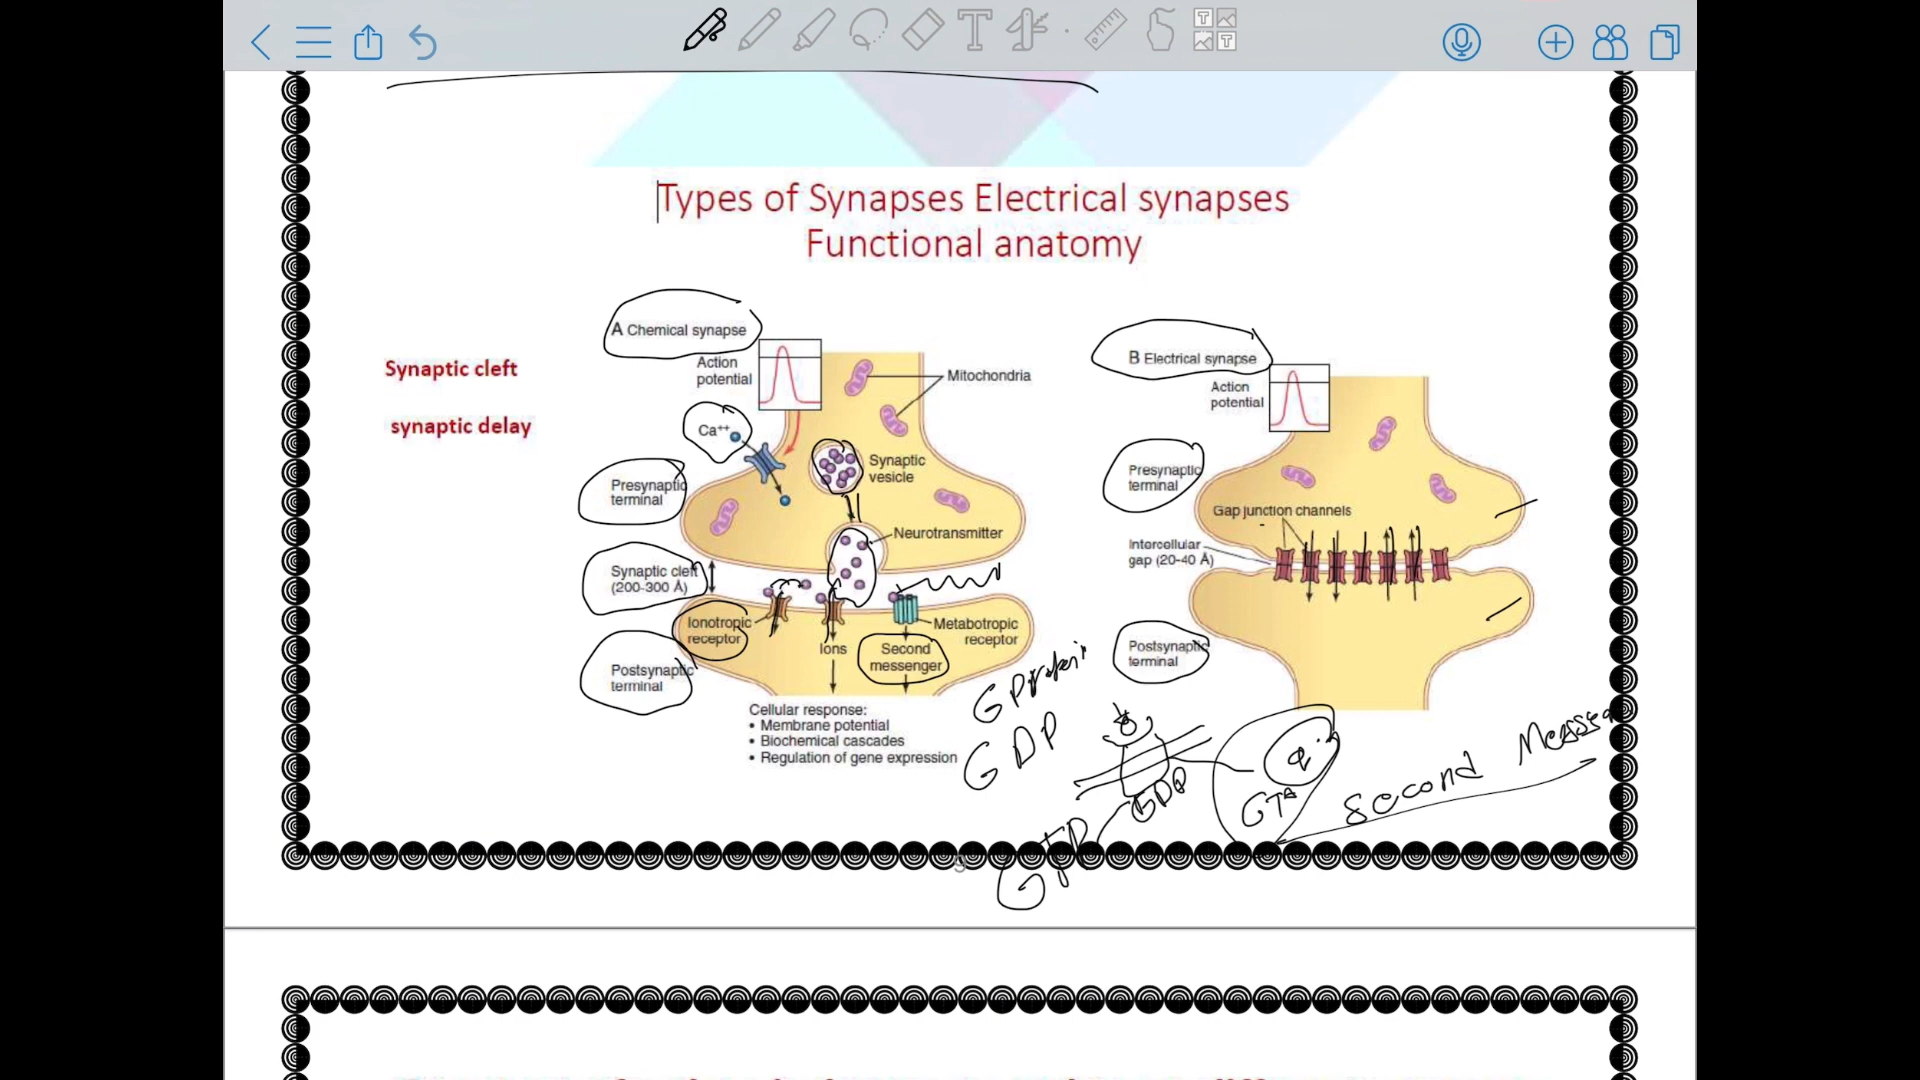 Types of Synapses Electrical synapses
Functional anatomy
Synaptic cleft
synaptic delay
A Chemical synapse
Action
potential
Mitochondria
Ca++
Synaptic
vesicle
Presynaptic
terminal
Neurotransmitter
Synaptic cleft
(200-300 Å)
Ionotropic
receptor
Metabotropic
receptor
Ions
Second
messenger
Postsynaptic
terminal
Cellular response:
• Membrane potential
• Biochemical cascades
• Regulation of gene expression
B Electrical synapse
Action
potential
Presynaptic
terminal
Gap junction channels
Intercellular
gap (20-40 Å)
Postsynaptic
terminal
G protein
GDP
GTP
Second
9